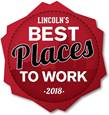 LINCOLN'S
BEST
Places
TO WORK
-2018-